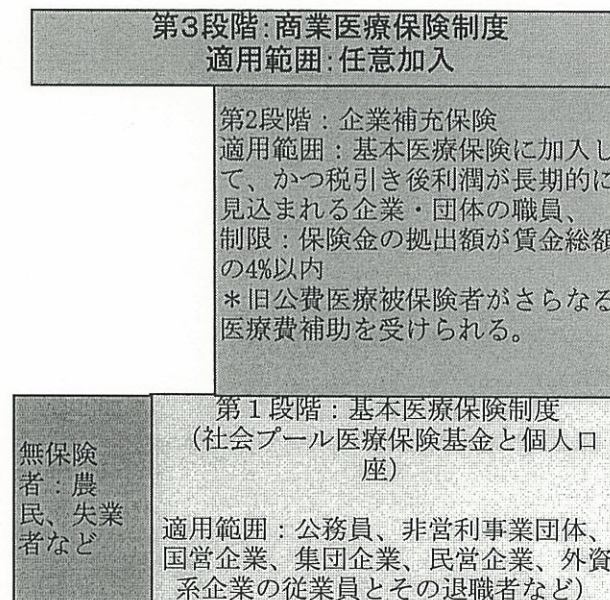 第3段階:商業医療保険制度
適用範囲:任意加入
第2段階：企業補充保険
適用範囲：基本医療保険に加入し
て、かつ税引き後利潤が長期的に
見込まれる企業・団体の職員、
制限：保険金の拠出額が賃金総額
の4%以内
＊旧公費医療被保険者がさらなる
医療費補助を受けられる。
無保険
者：農
民、失業
者など
第１段階：基本医療保険制度
(社会プール医療保険基金と個人口
座)
適用範囲：公務員、非営利事業団体、
国営企業、集団企業、民営企業、外資
系企業の従業員とその退職者など)